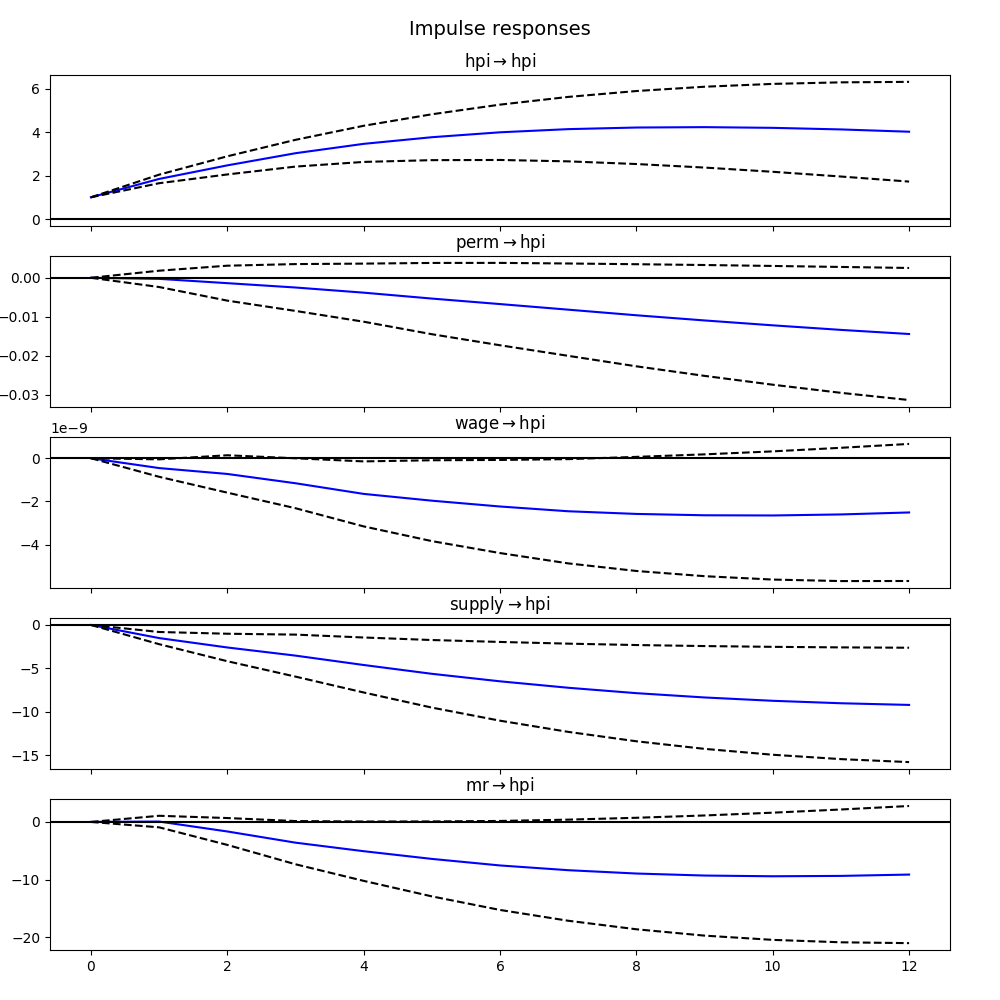 Impulse responses
hpi → hpi
6
4
2
0
perm → hpi
0.00
−0.01
−0.02
−0.03
wage → hpi
1e−9
0
−2
−4
supply → hpi
0
−5
−10
−15
mr → hpi
0
−10
−20
0 2 4 6 8 10 12